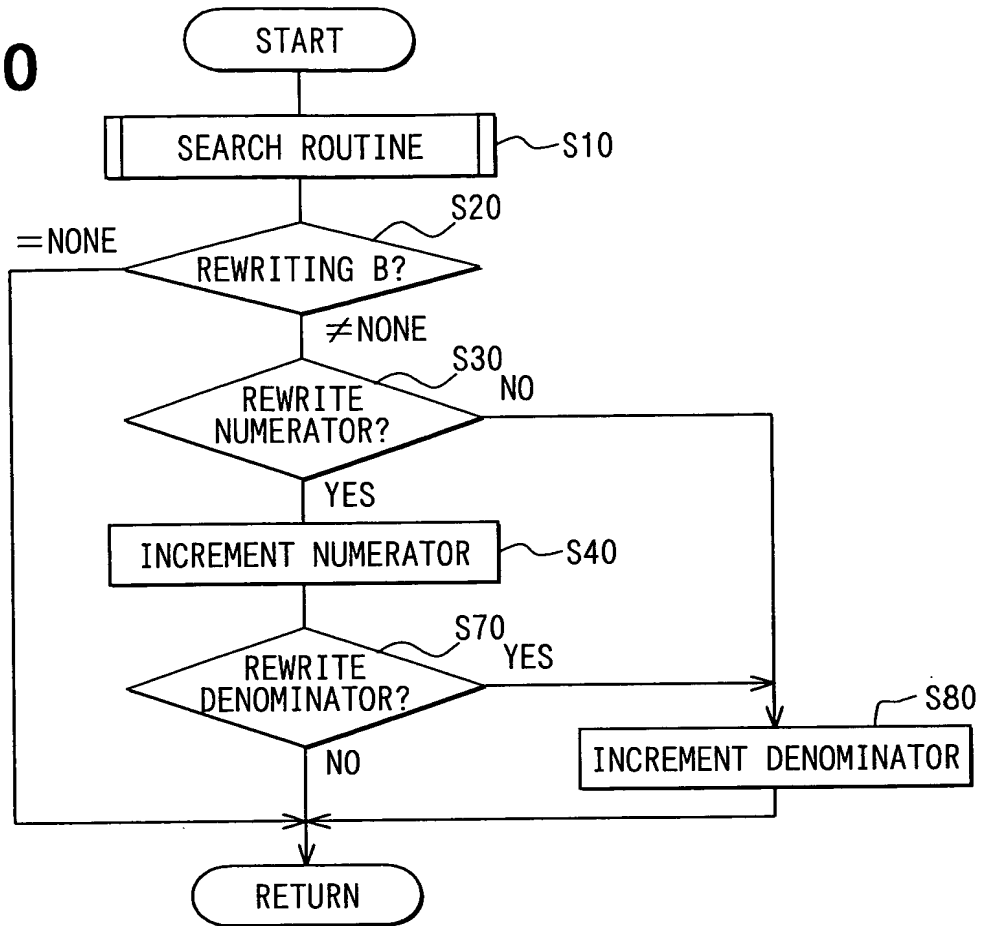 0
START
SEARCH ROUTINE
S10
S20
=NONE
REWRITING B?
≠NONE
S30
NO
REWRITE
NUMERATOR?
YES
INCREMENT NUMERATOR
S40
S70
YES
REWRITE
DENOMINATOR?
S80
NO
INCREMENT DENOMINATOR
RETURN